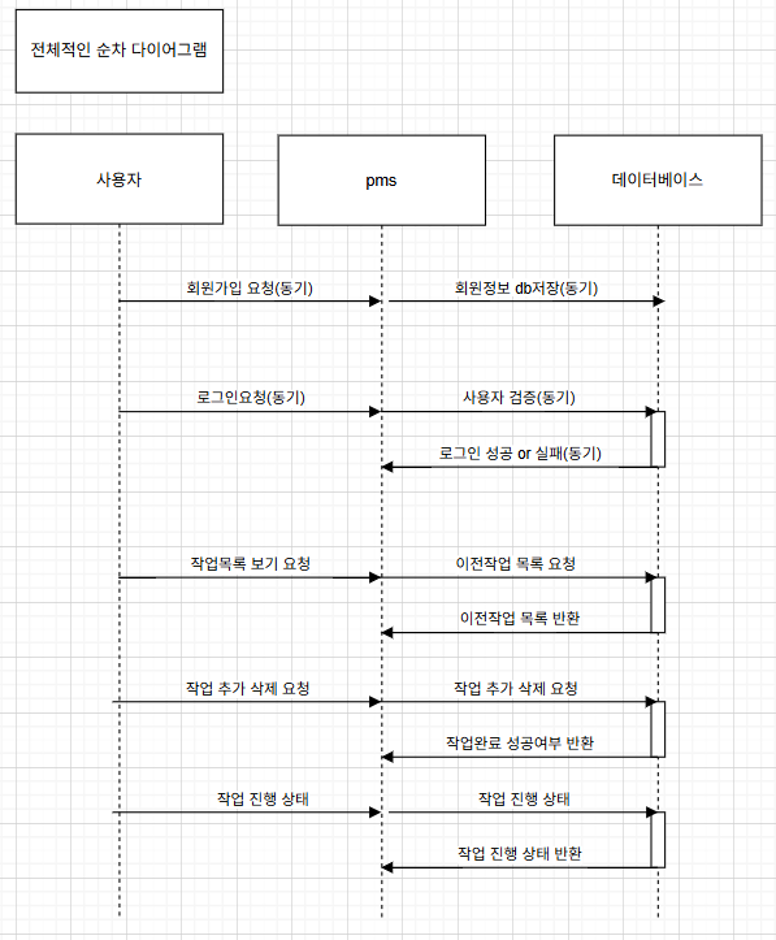 전체적인 순차 다이어그램
사용자
pms
데이터베이스
회원가입 요청(동기)
회원정보 db저장(동기)
로그인요청(동기)
사용자 검증(동기)
로그인 성공 or 실패(동기)
작업목록 보기 요청
이전작업 목록 요청
이전작업 목록 반환
작업 추가 삭제 요청
작업 추가 삭제 요청
작업완료 성공여부 반환
작업 진행 상태
작업 진행 상태
작업 진행 상태 반환